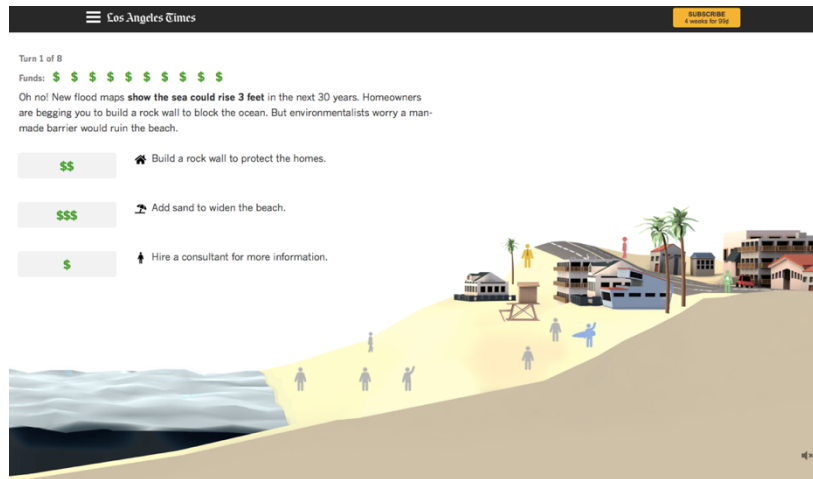 Los Angeles Times
SUBSCRIBE
4 weeks for 99¢
Turn 1 of 8
Funds: $ $ $ $ $ $ $ $ $ $
Oh no! New flood maps show the sea could rise 3 feet in the next 30 years. Homeowners
are begging you to build a rock wall to block the ocean. But environmentalists worry a man-
made barrier would ruin the beach.
$$ Build a rock wall to protect the homes.
$$$ Add sand to widen the beach.
$ Hire a consultant for more information.